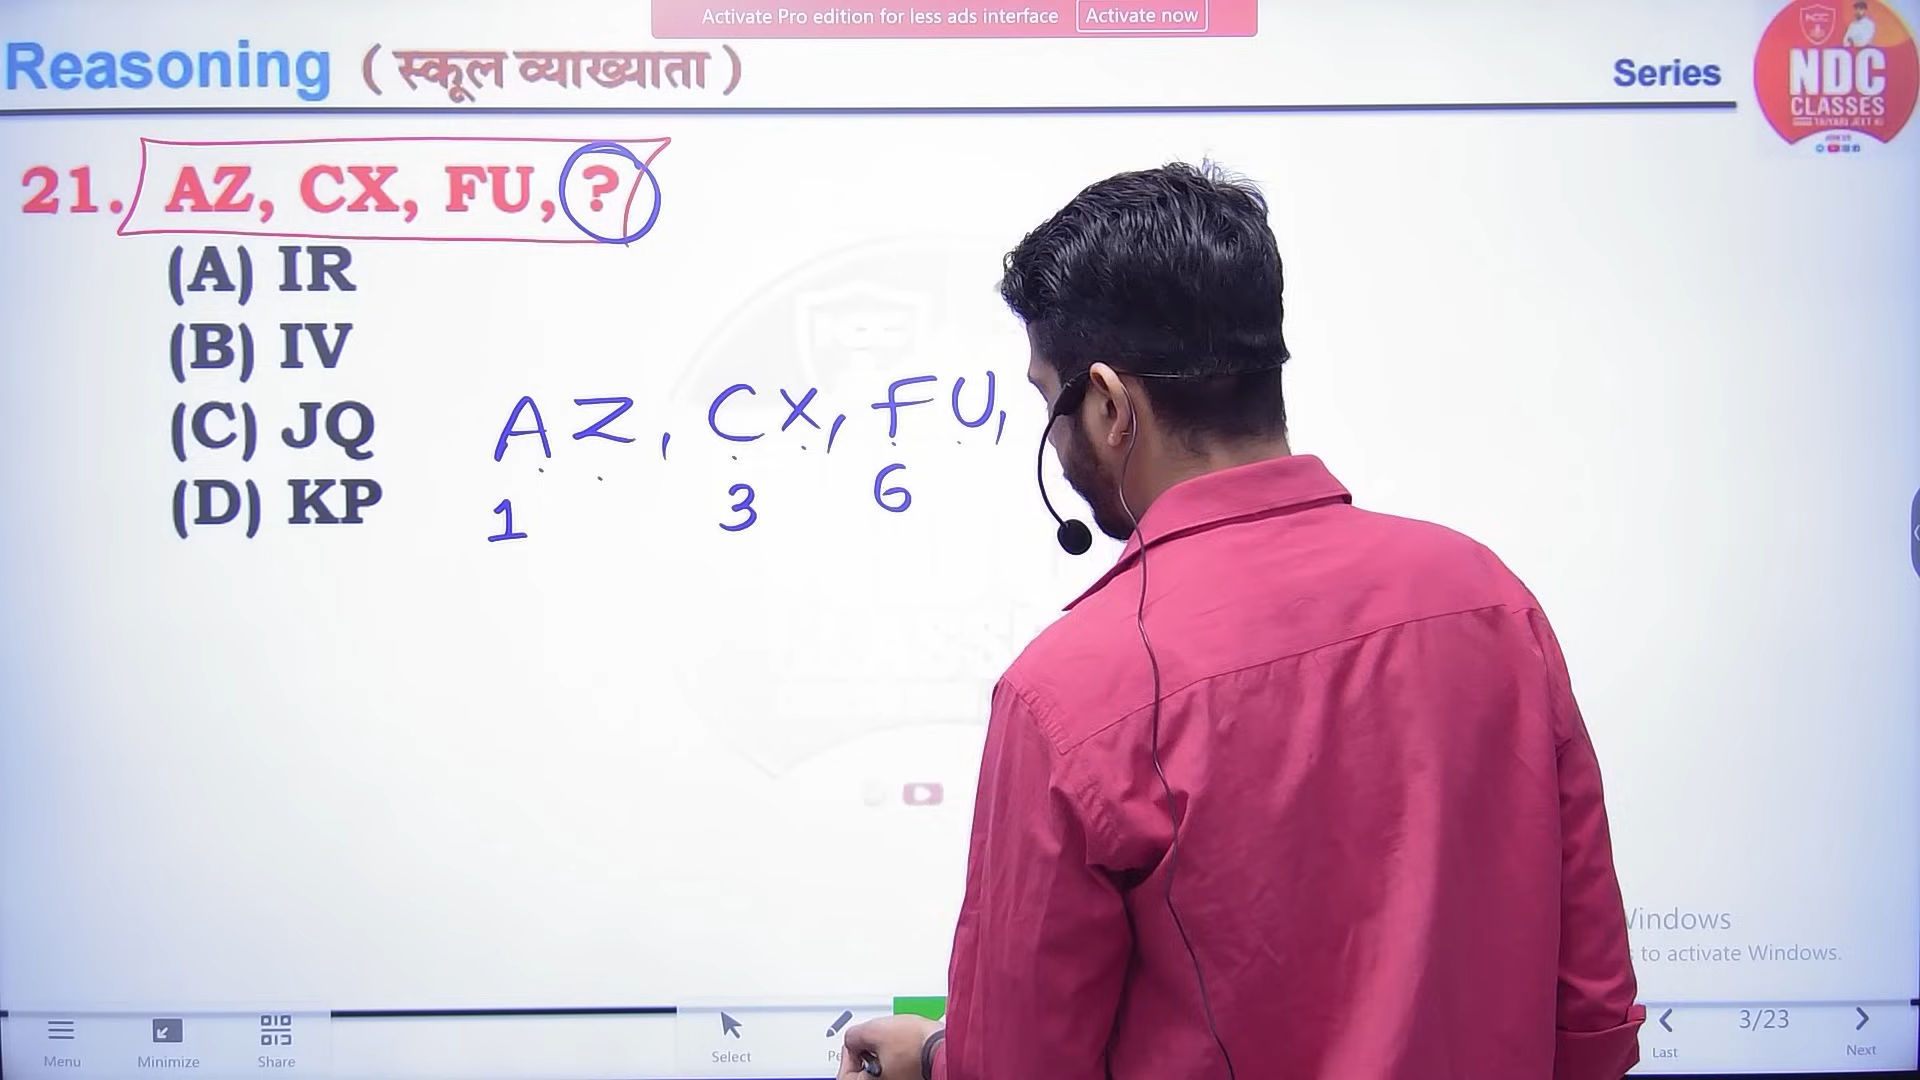 Activate Pro edition for less ads interface Activate now
Reasoning ( स्कूल व्याख्याता )
Series
NDC
CLASSES
21. AZ, CX, FU, ?
(A) IR
(B) IV
(C) JQ
(D) KP
AZ, CX, FU,
1 3 6
Windows
to activate Windows.
Menu
Minimize
Share
Select
3/23
Last
Next